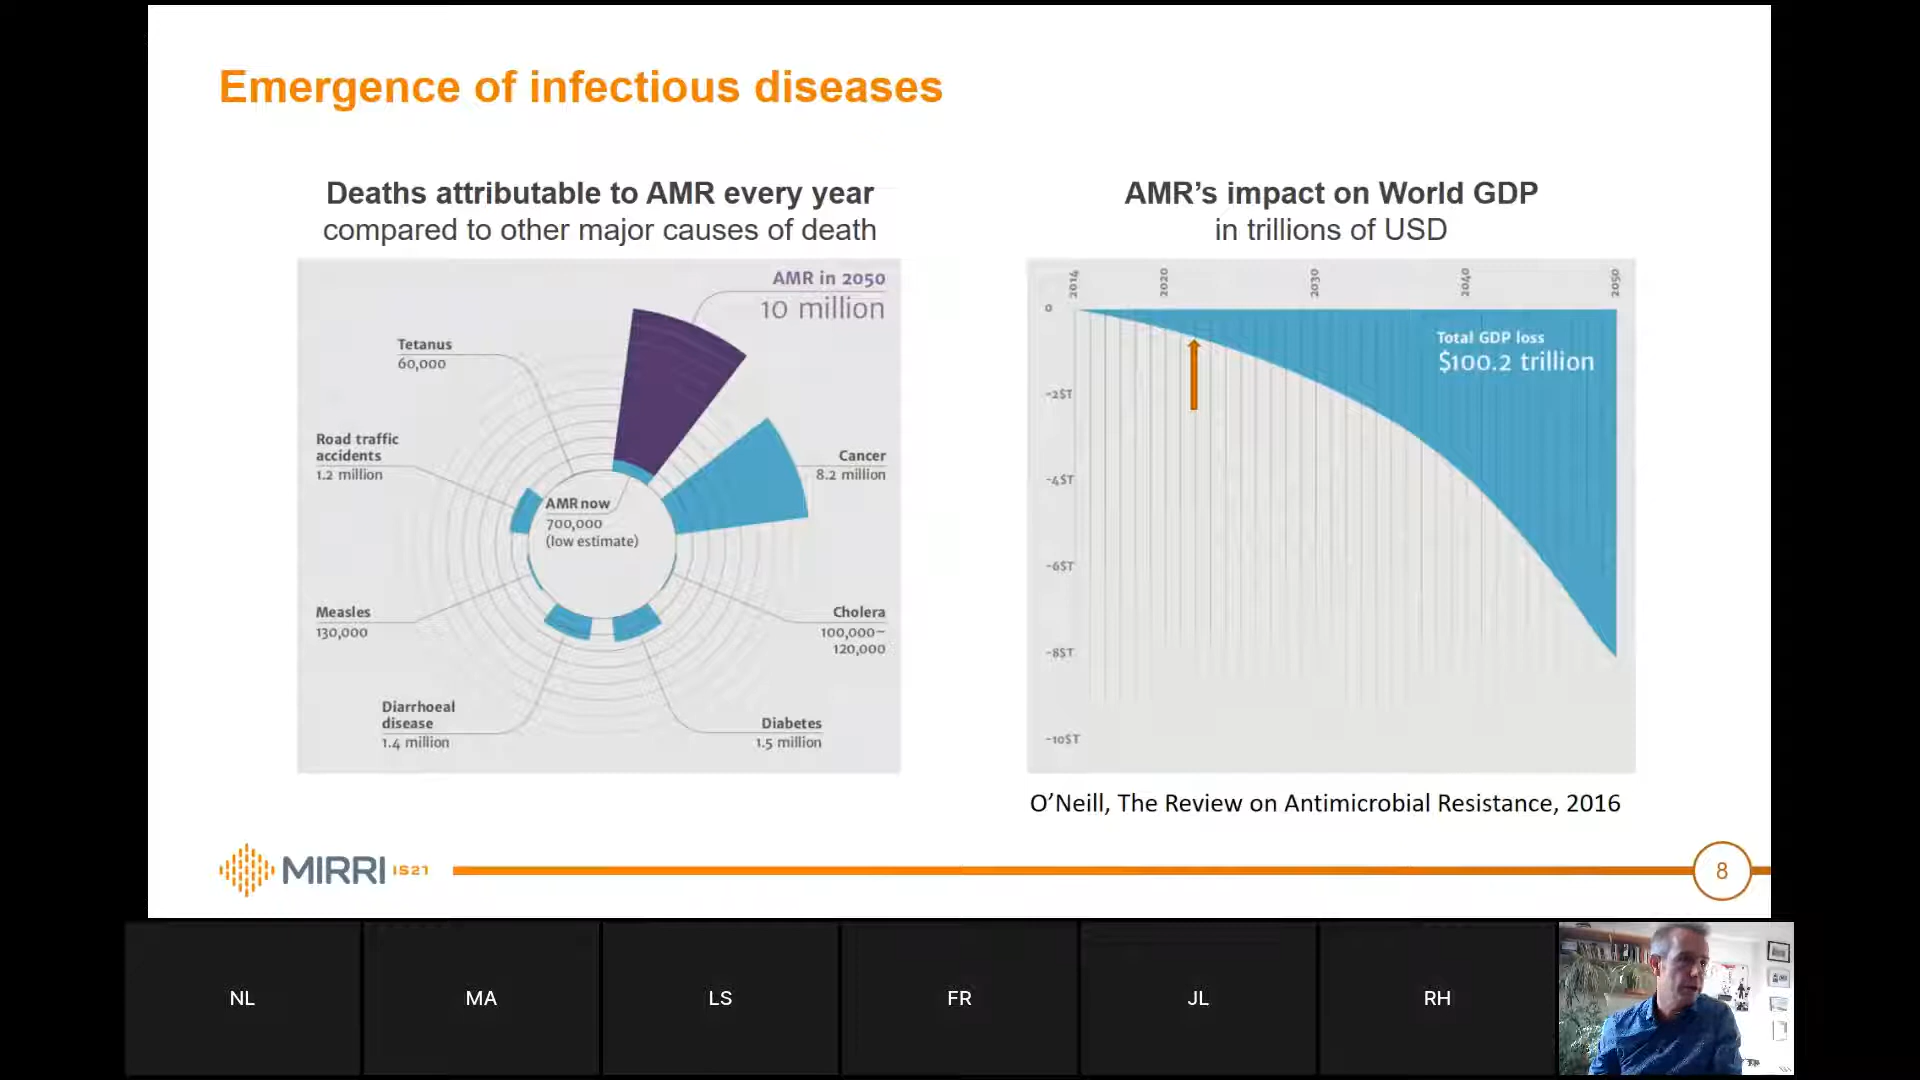 Emergence of infectious diseases
Deaths attributable to AMR every year
compared to other major causes of death
AMR in 2050
10 million
Tetanus
60,000
Road traffic
accidents
1.2 million
Cancer
8.2 million
AMR now
700,000
(low estimate)
Measles
130,000
Cholera
100,000–
120,000
Diarrhoeal
disease
1.4 million
Diabetes
1.5 million
AMR’s impact on World GDP
in trillions of USD
2014
2020
2030
2040
2050
0
Total GDP loss
$100.2 trillion
-2$T
-4$T
-6$T
-8$T
-10$T
O’Neill, The Review on Antimicrobial Resistance, 2016
MIRRI IS21
8
NL
MA
LS
FR
JL
RH